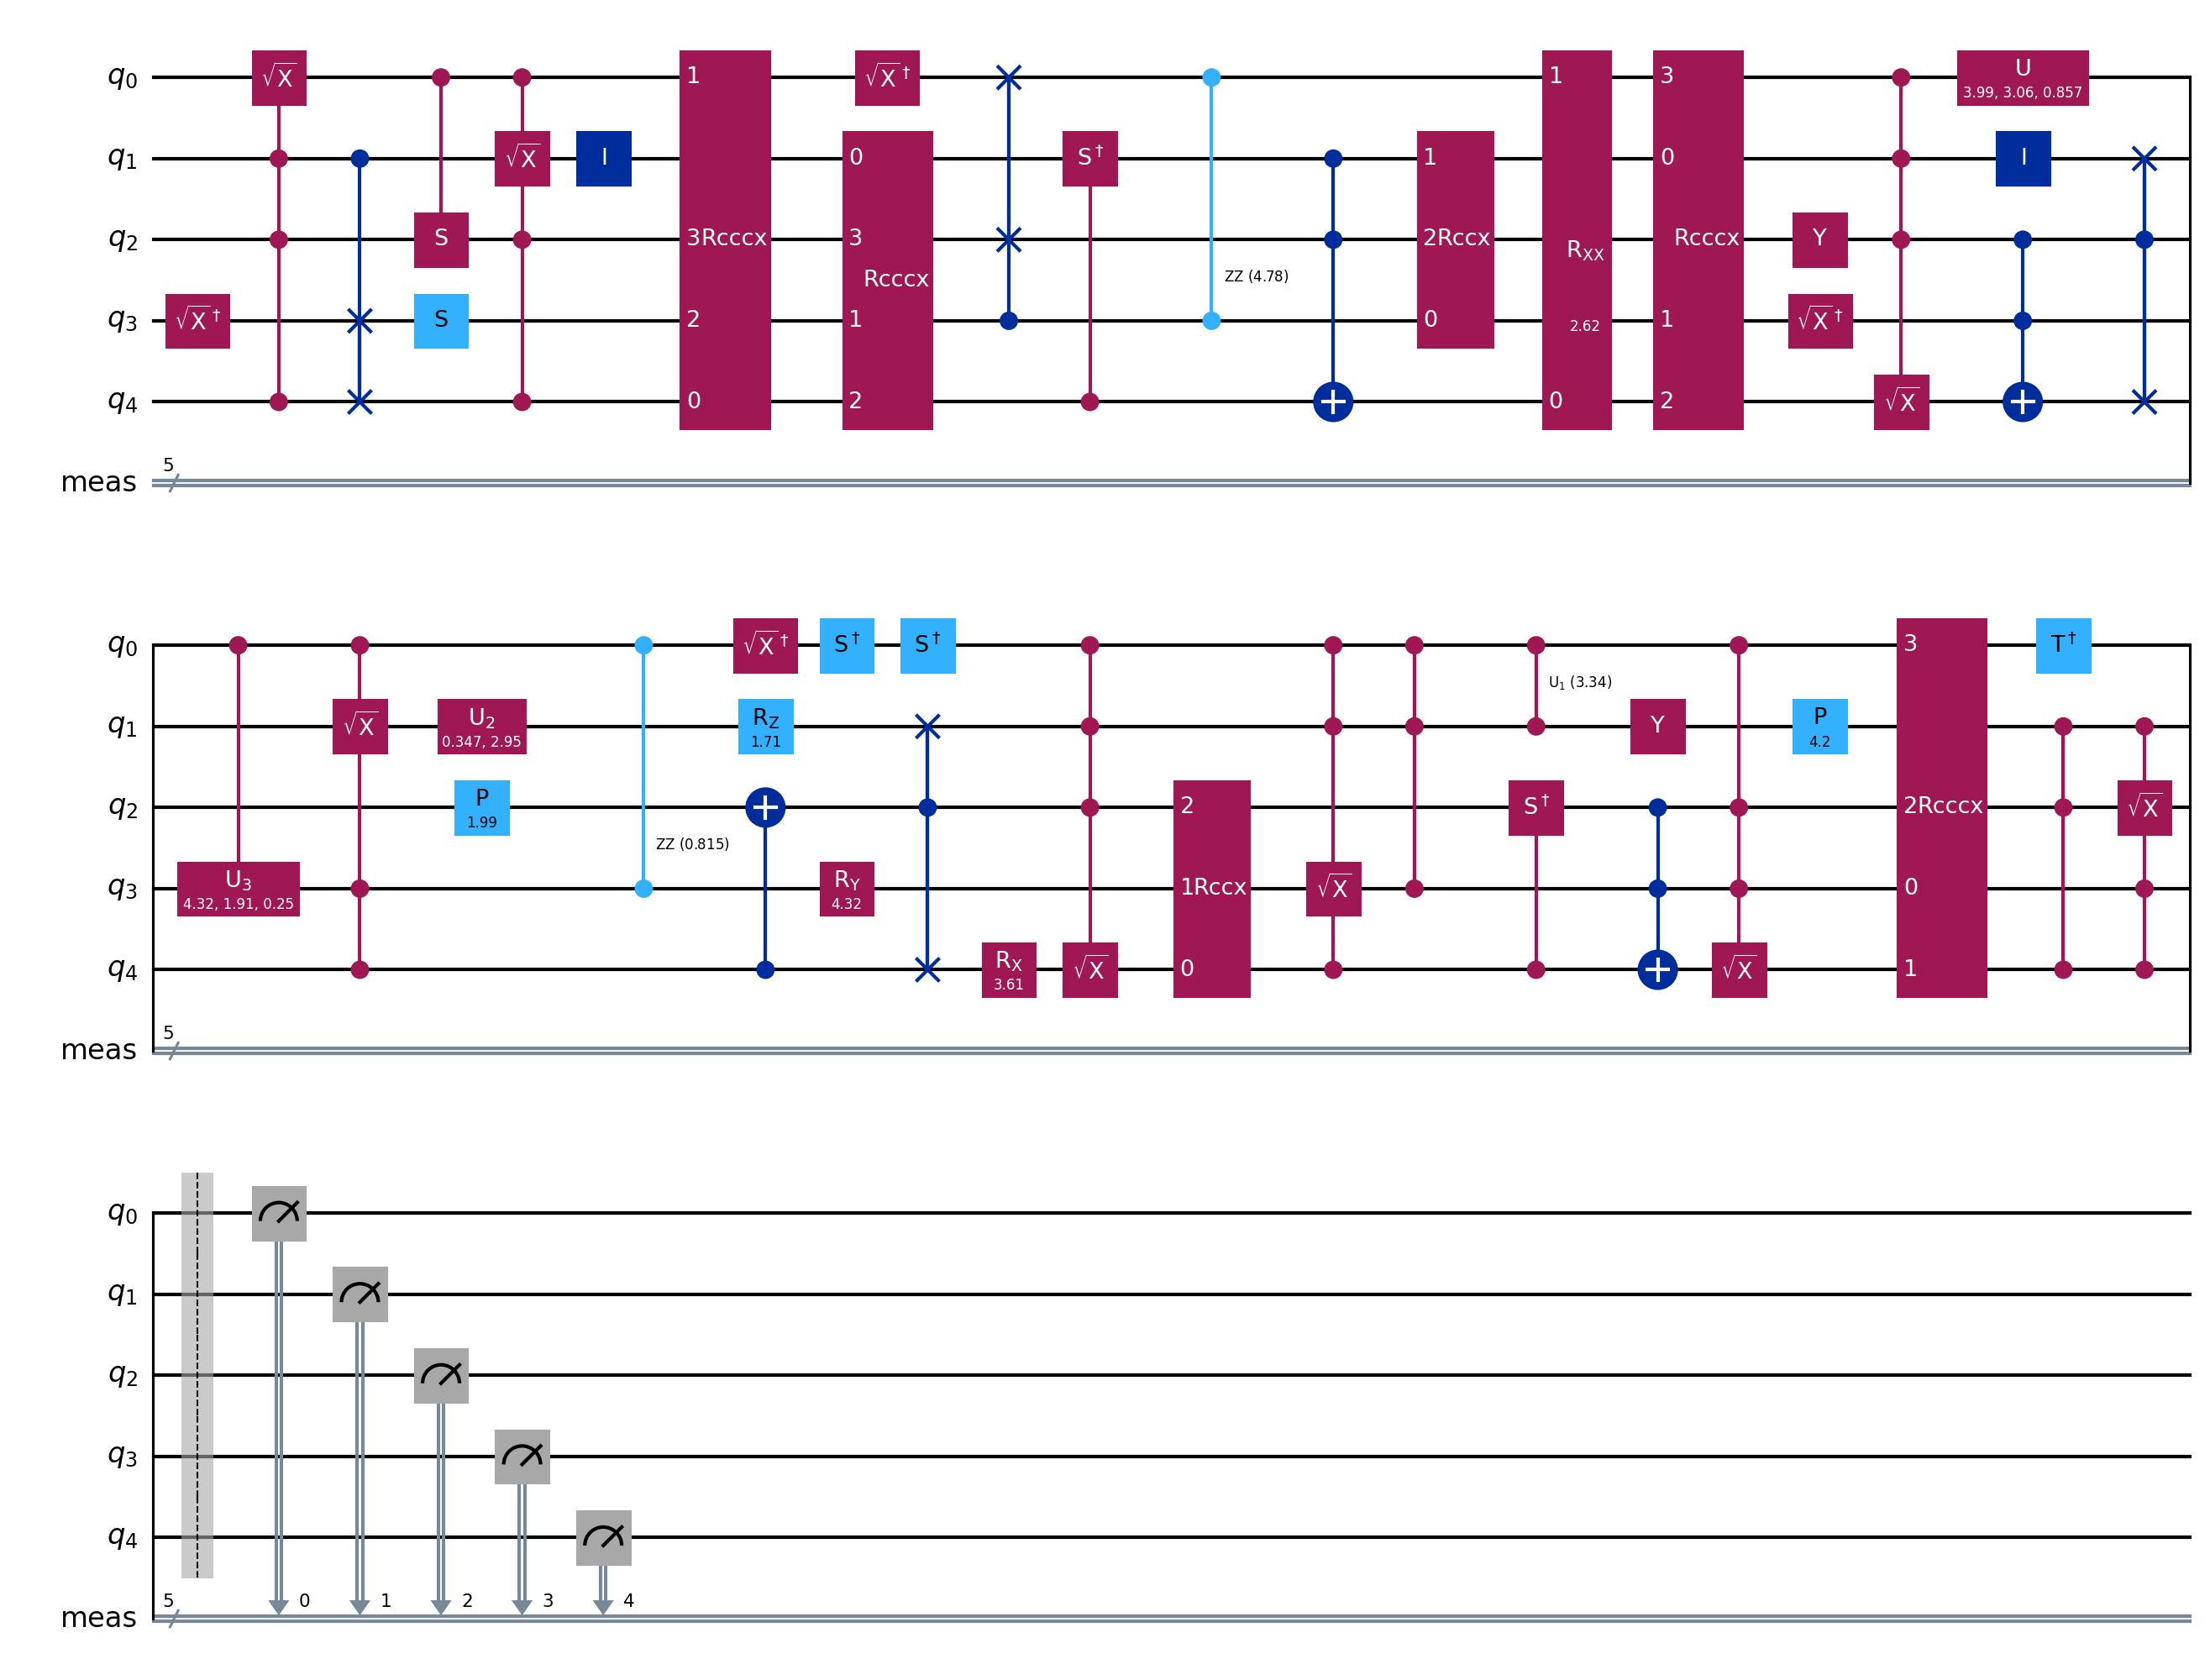 q0 √X S 1 √X† 1 3 U 3.99, 3.06, 0.857
q1 √X I 0 S† 1 0 I
ZZ (4.78)
q2 S 3Rcccx 3 Rcccx 2Rccx RXX 2.62 Rcccx Y
q3 √X† S 2 1 0 1 √X†
q4 0 2 0 2 √X
meas 5
q0 √X† S† S† 3 T†
U1 (3.34)
q1 √X U2 0.347, 2.95 RZ 1.71 Y P 4.2
q2 P 1.99 2 S† 2Rcccx √X
ZZ (0.815)
q3 U3 4.32, 1.91, 0.25 RY 4.32 1Rccx √X 0
q4 RX 3.61 √X 0 √X 1
meas 5
q0
q1
q2
q3
q4
meas 5 0 1 2 3 4